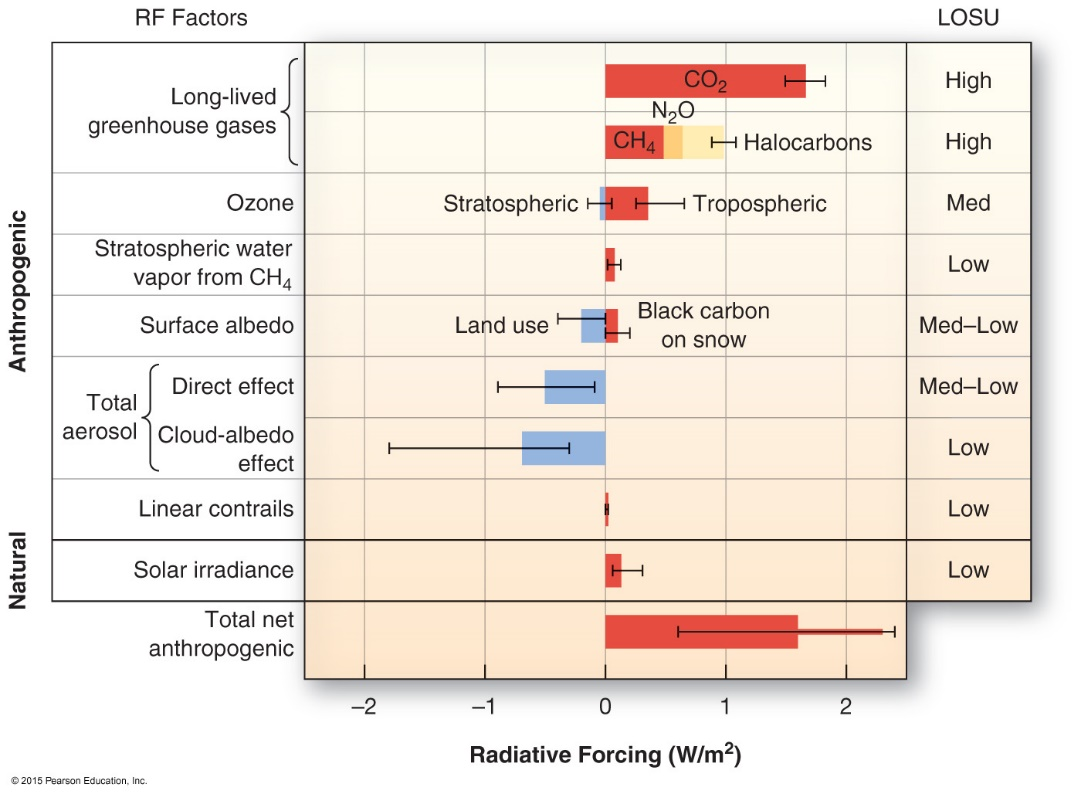 RF Factors
LOSU
Anthropogenic
Long-lived
greenhouse gases
CO₂
High
N₂O
CH₄
Halocarbons
High
Ozone
Stratospheric
Tropospheric
Med
Stratospheric water
vapor from CH₄
Low
Surface albedo
Land use
Black carbon
on snow
Med–Low
Total
aerosol
Direct effect
Med–Low
Cloud-albedo
effect
Low
Linear contrails
Low
Natural
Solar irradiance
Low
Total net
anthropogenic
–2 –1 0 1 2
Radiative Forcing (W/m²)
© 2015 Pearson Education, Inc.